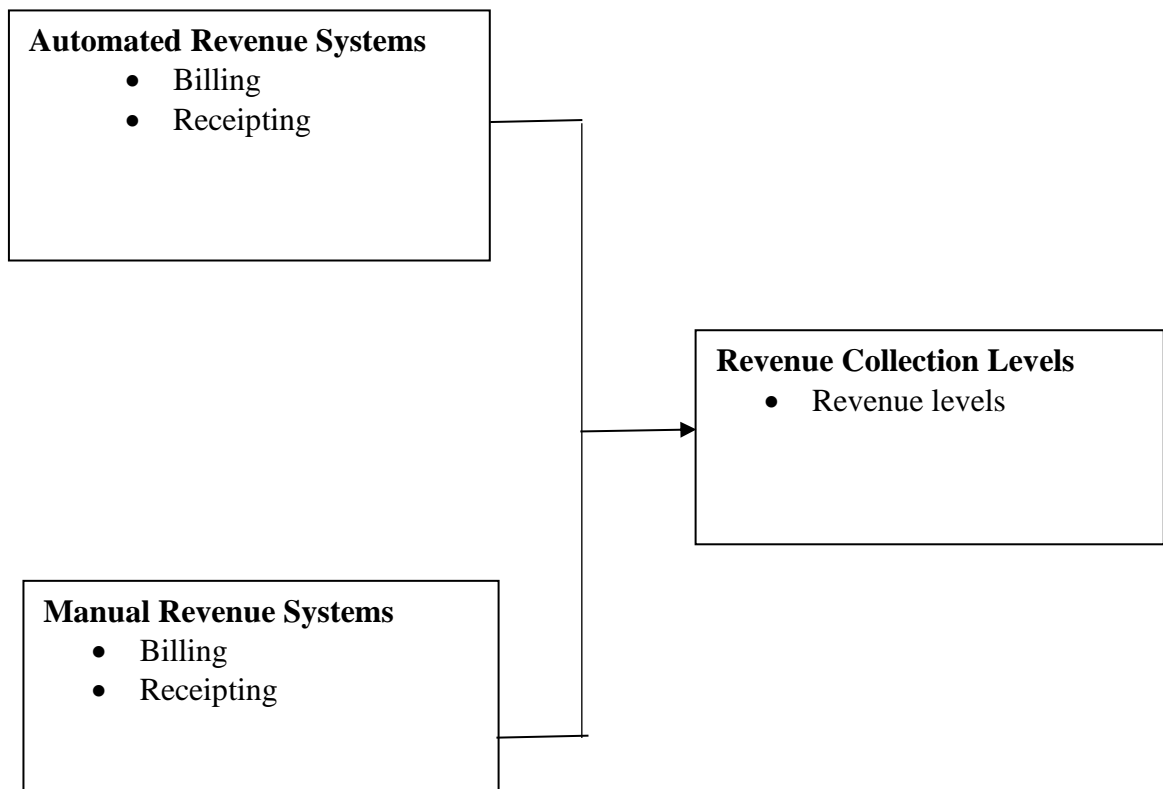 Automated Revenue Systems
• Billing
• Receipting
Revenue Collection Levels
• Revenue levels
Manual Revenue Systems
• Billing
• Receipting